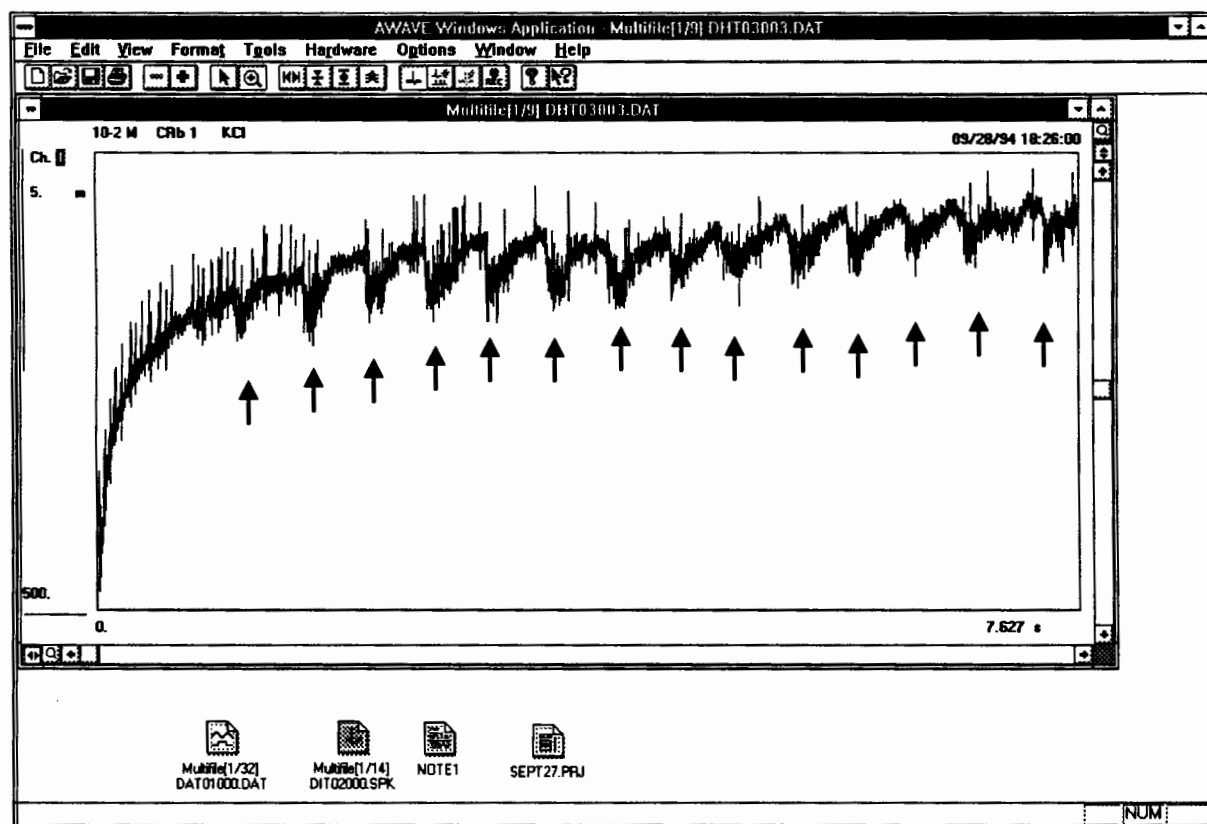 AWAVE Windows Application - Multifile[1/9] DHT03003.DAT
File Edit View Format Tools Hardware Options Window Help
Multifile[1/9] DHT03003.DAT
10-2 M CRb 1 KCl
09/28/94 18:26:00
Ch. 1
5. m
500.
0.
7.627 s
Multifile[1/32]
DAT01000.DAT
Multifile[1/14]
DIT02000.SPK
NOTE1
SEPT27.PRJ
NUM